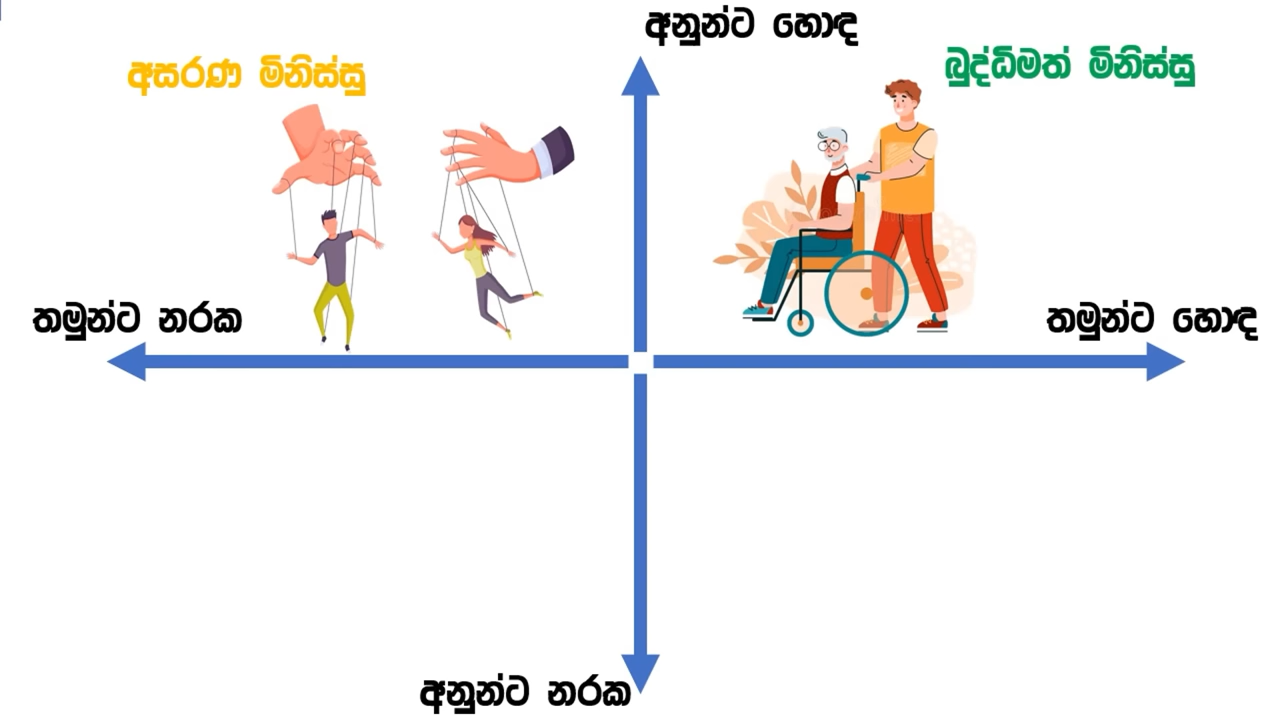 අනුන්ට හොඳ
අසරණ මිනිස්සු
බුද්ධිමත් මිනිස්සු
තමුන්ට නරක
තමුන්ට හොඳ
අනුන්ට නරක